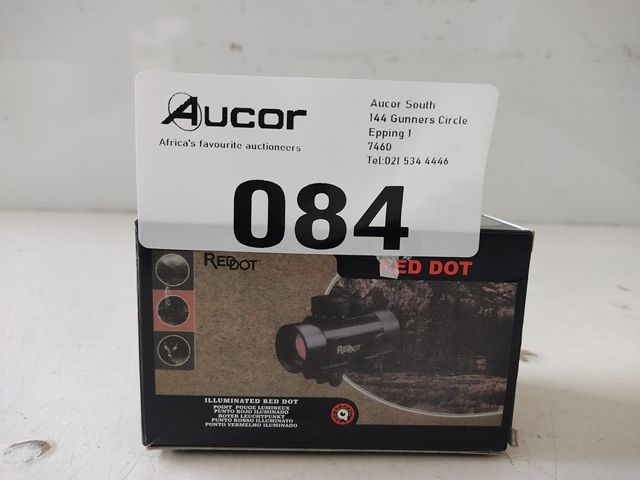 Aucor
Africa's favourite auctioneers
Aucor South
144 Gunners Circle
Epping 1
7460
Tel:021 534 4446
084
REDDOT
RED DOT
REDDOT
ILLUMINATED RED DOT
POINT POUGE LUMINEUX
PUNTO ROJO ILUMINADO
ROTER LEUCHTPUNKT
PUNTO ROSSO ILLUMINATO
PONTO VERMELHO ILUMINADO